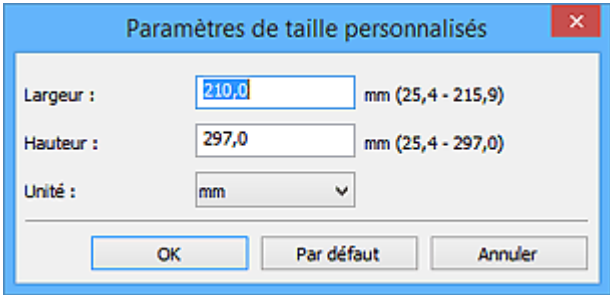 Paramètres de taille personnalisés
Largeur : 210,0 mm (25,4 - 215,9)
Hauteur : 297,0 mm (25,4 - 297,0)
Unité : mm
OK Par défaut Annuler